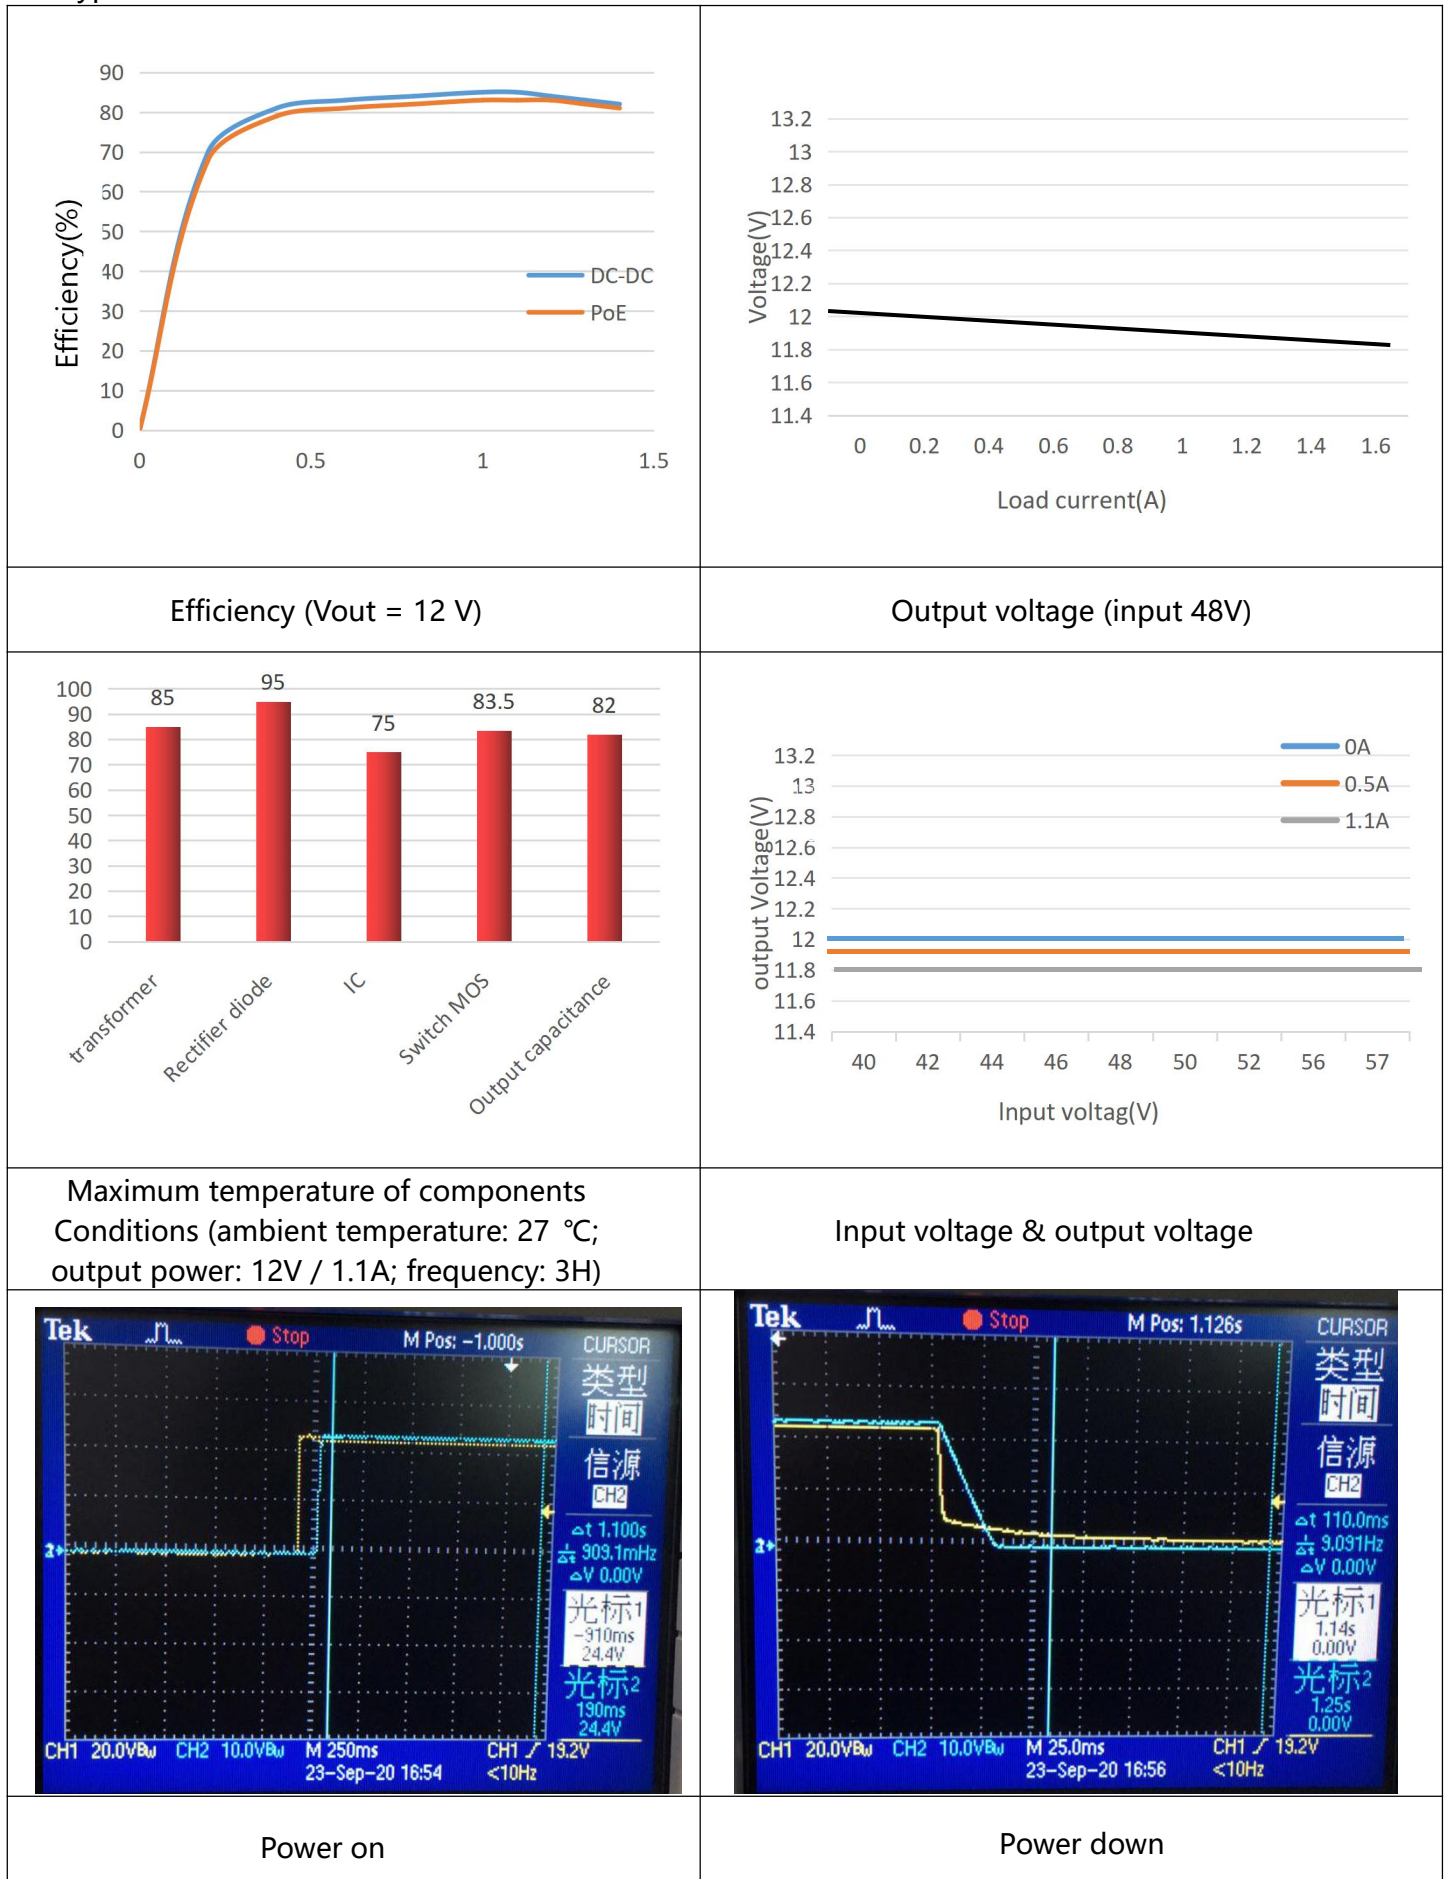 90
80
70
60
50
40
30
20
10
0
0
0.5
1
1.5
Efficiency(%)
DC-DC
PoE
13.2
13
12.8
12.6
12.4
12.2
12
11.8
11.6
11.4
Voltage(V)
0 0.2 0.4 0.6 0.8 1 1.2 1.4 1.6
Load current(A)
Efficiency (Vout = 12 V)
Output voltage (input 48V)
100
90
80
70
60
50
40
30
20
10
0
85
95
75
83.5
82
transformer
Rectifier diode
IC
Switch MOS
Output capacitance
0A
0.5A
1.1A
13.2
13
12.8
12.6
12.4
12.2
12
11.8
11.6
11.4
output Voltage(V)
40 42 44 46 48 50 52 56 57
Input voltag(V)
Maximum temperature of components
Conditions (ambient temperature: 27 ℃;
output power: 12V / 1.1A; frequency: 3H)
Input voltage & output voltage
Tek Stop M Pos: -1.000s CURSOR
类型
时间
信源
CH2
△t 1.100s
909.1mHz
△V 0.00V
光标1
-910ms
24.4V
光标2
190ms
24.4V
2
CH1 20.0VBw CH2 10.0VBw M 250ms CH1 19.2V
23-Sep-20 16:54 <10Hz
Tek Stop M Pos: 1.126s CURSOR
类型
时间
信源
CH2
△t 110.0ms
9.091Hz
△V 0.00V
光标1
1.14s
0.00V
光标2
1.25s
0.00V
2
CH1 20.0VBw CH2 10.0VBw M 25.0ms CH1 19.2V
23-Sep-20 16:56 <10Hz
Power on
Power down